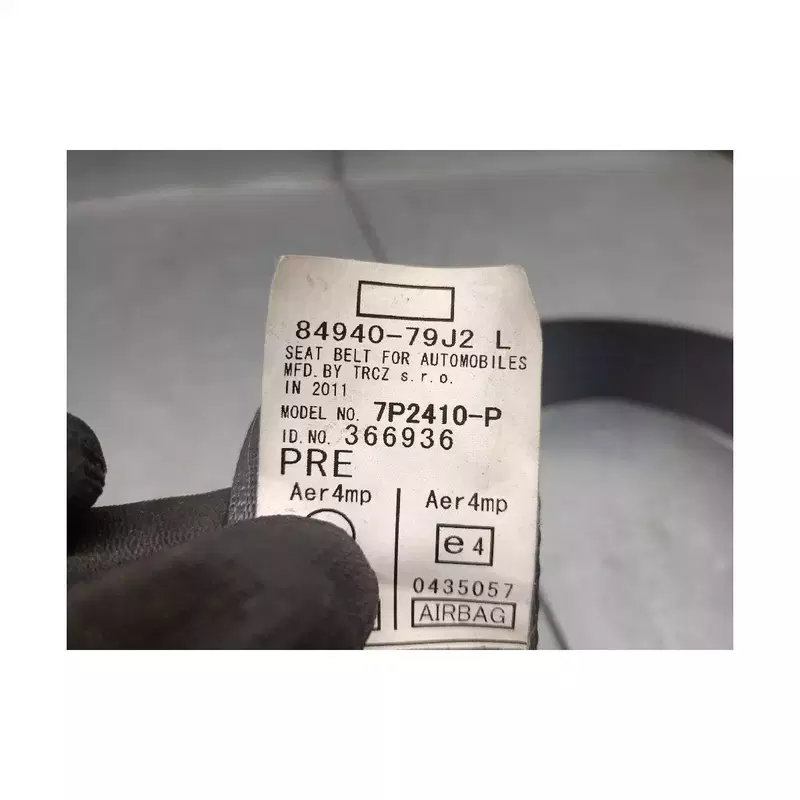 84940-79J2 L
SEAT BELT FOR AUTOMOBILES
MFD.BY TRCZ s.r.o.
IN 2011
MODEL NO. 7P2410-P
ID.NO. 366936
PRE
Aer4mp Aer4mp
e4
0435057
AIRBAG